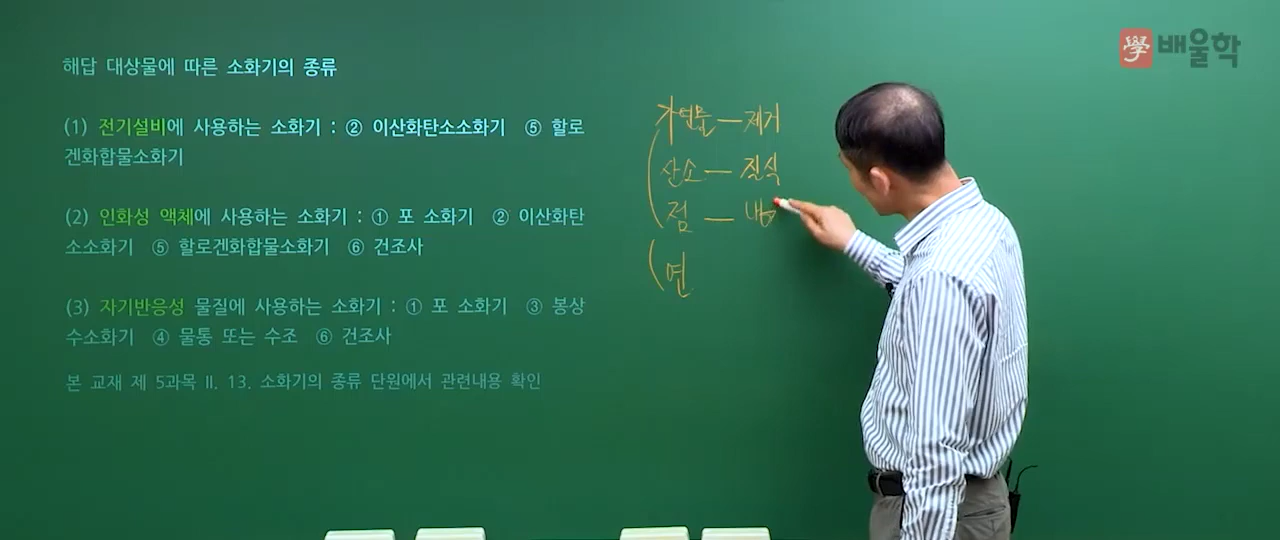 學 배울학
해답 대상물에 따른 소화기의 종류
(1) 전기설비에 사용하는 소화기 : ② 이산화탄소소화기 ⑤ 할로
겐화합물소화기
(2) 인화성 액체에 사용하는 소화기 : ① 포 소화기 ② 이산화탄
소소화기 ⑤ 할로겐화합물소화기 ⑥ 건조사
(3) 자기반응성 물질에 사용하는 소화기 : ① 포 소화기 ③ 봉상
수소화기 ④ 물통 또는 수조 ⑥ 건조사
본 교재 제 5과목 II. 13. 소화기의 종류 단원에서 관련내용 확인
가연물 — 제거
산소 — 질식
점 — 냉
연